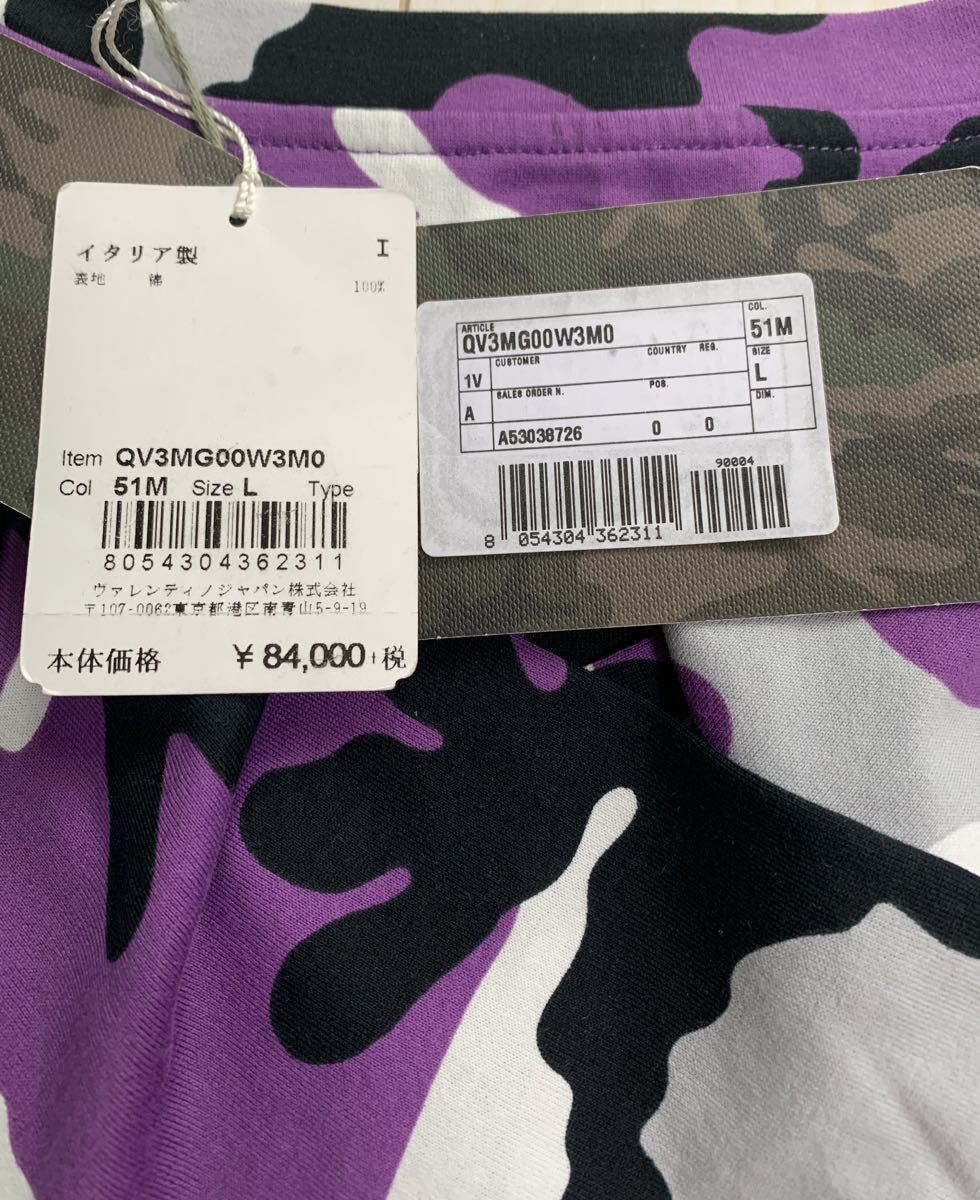 イタリア製 I
表地 綿 100%
Item QV3MG00W3M0
Col 51M Size L Type
8054304362311
ヴァレンティノジャパン株式会社
〒107-0062東京都港区南青山5-9-19
本体価格 ¥84,000+税
ARTICLE
QV3MG00W3M0
COL.
51M
1V
CUSTOMER
COUNTRY REG.
SIZE
L
A
SALES ORDER N.
POS.
DIM.
A53038726 0 0
90004
8 054304 362311